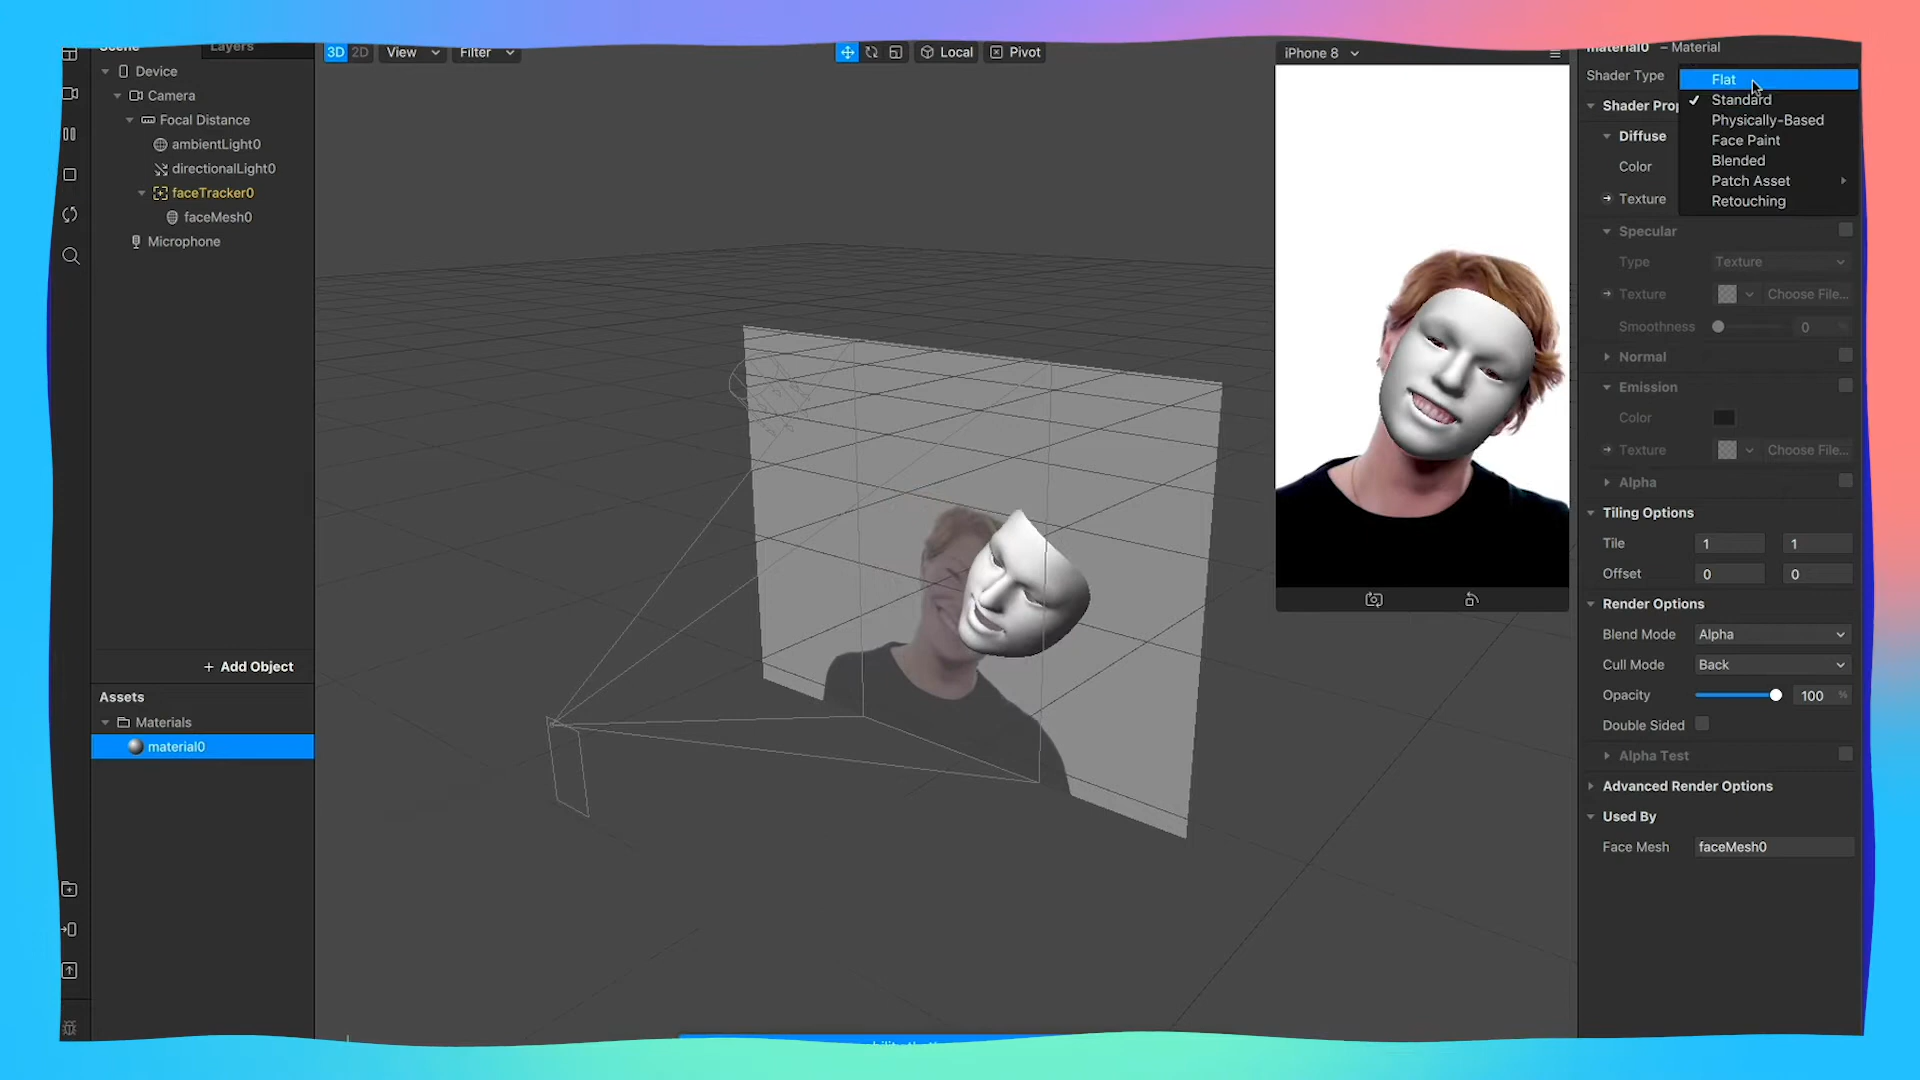 Scene
Layers
Device
Camera
Focal Distance
ambientLight0
directionalLight0
faceTracker0
faceMesh0
Microphone
+ Add Object
Assets
Materials
material0
3D 2D View Filter
Local Pivot
iPhone 8
material0 – Material
Shader Type
Flat
Standard
Physically-Based
Face Paint
Blended
Patch Asset
Retouching
Shader Prop
Diffuse
Color
Texture
Specular
Type Texture
Texture Choose File...
Smoothness 0 %
Normal
Emission
Color
Texture Choose File...
Alpha
Tiling Options
Tile 1 1
Offset 0 0
Render Options
Blend Mode Alpha
Cull Mode Back
Opacity 100 %
Double Sided
Alpha Test
Advanced Render Options
Used By
Face Mesh faceMesh0